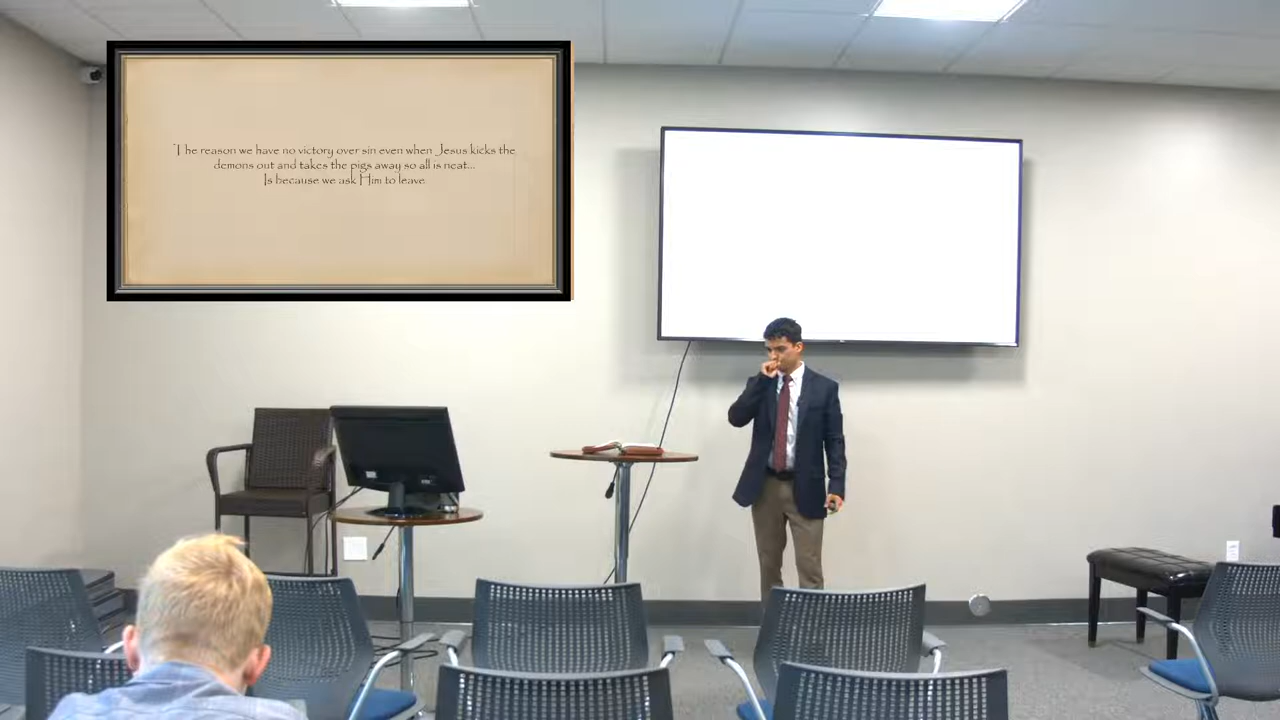 The reason we have no victory over sin even when Jesus kicks the
demons out and takes the pigs away so all is neat...
Is because we ask Him to leave